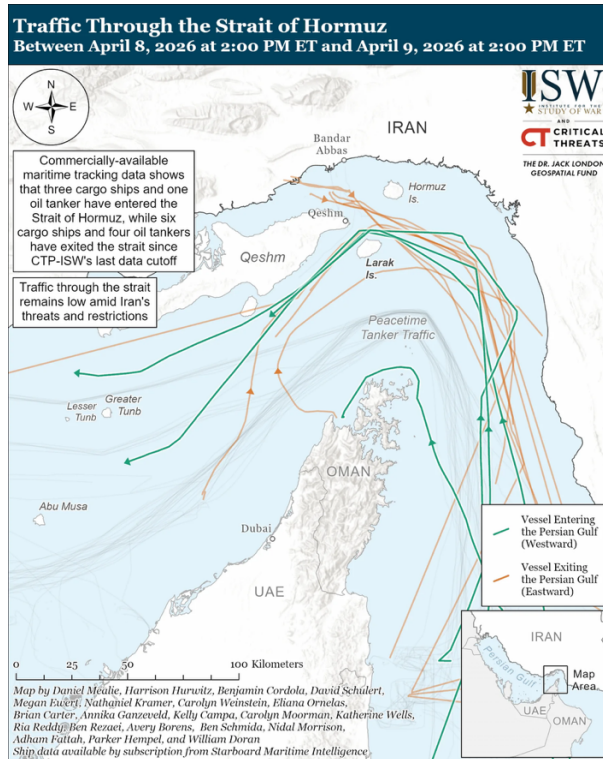 Traffic Through the Strait of Hormuz
Between April 8, 2026 at 2:00 PM ET and April 9, 2026 at 2:00 PM ET
N
W
E
S
ISW
INSTITUTE FOR THE
STUDY OF WAR
AND
CT CRITICAL
THREATS
THE DR. JACK LONDON
GEOSPATIAL FUND
IRAN
Bandar
Abbas
Commercially-available
maritime tracking data shows
that three cargo ships and one
oil tanker have entered the
Strait of Hormuz, while six
cargo ships and four oil tankers
have exited the strait since
CTP-ISW's last data cutoff
Traffic through the strait
remains low amid Iran's
threats and restrictions
Hormuz
Is.
Qeshm
Qeshm
Larak
Is.
Peacetime
Tanker Traffic
Lesser
Tunb
Greater
Tunb
OMAN
Abu Musa
Dubai
UAE
Vessel Entering
the Persian Gulf
(Westward)
Vessel Exiting
the Persian Gulf
(Eastward)
IRAN
Persian Gulf
Map
Area
UAE
OMAN
0 25 50 100 Kilometers
Map by Daniel Mealie, Harrison Hurwitz, Benjamin Cordola, David Schulert,
Megan Ewert, Nathaniel Kramer, Carolyn Weinstein, Eliana Ornelas,
Brian Carter, Annika Ganzeveld, Kelly Campa, Carolyn Moorman, Katherine Wells,
Ria Reddy, Ben Rezaei, Avery Borens, Ben Schmida, Nidal Morrison,
Adham Fattah, Parker Hempel, and William Doran
Ship data available by subscription from Starboard Maritime Intelligence